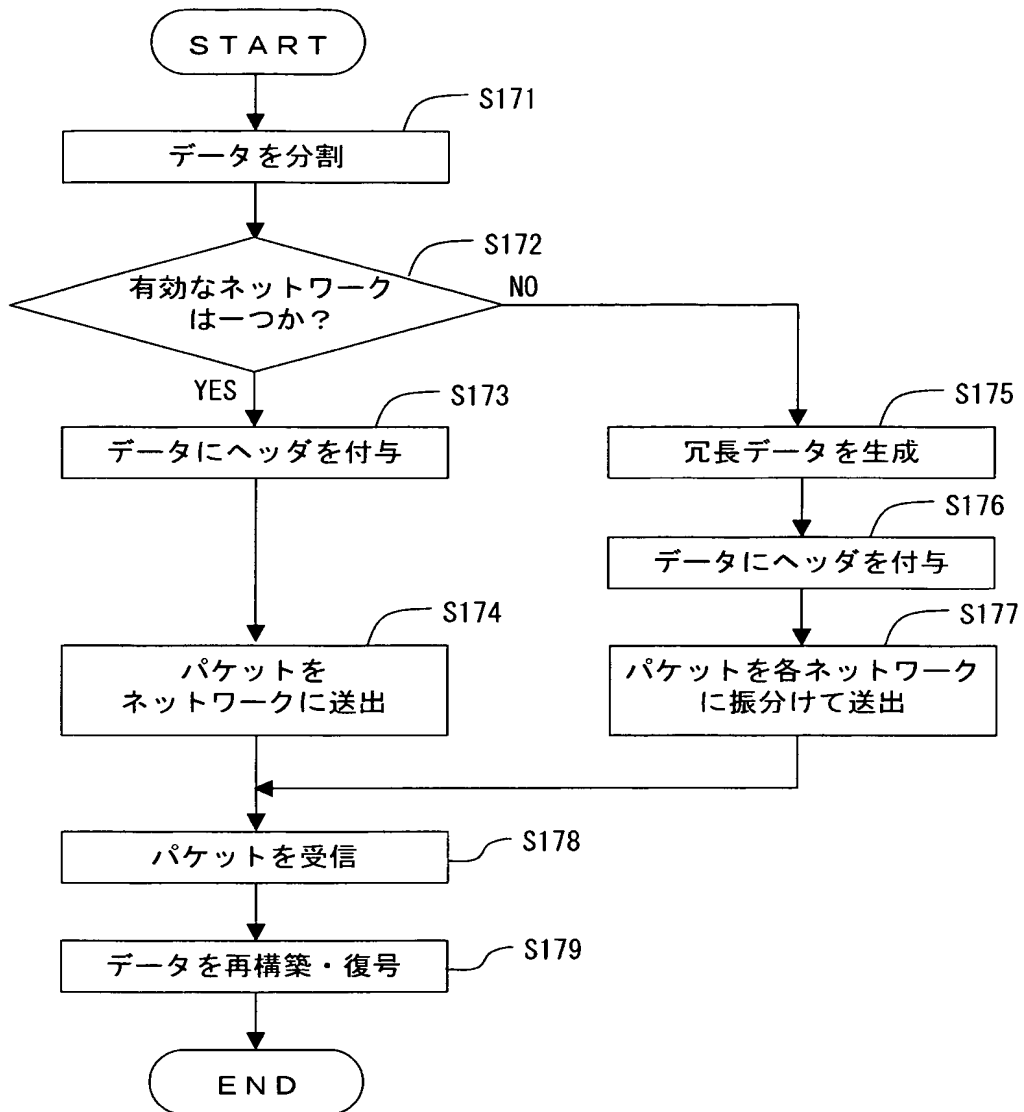 START
S171
データを分割
S172
有効なネットワーク
は一つか？
NO
YES
S173
データにヘッダを付与
S175
冗長データを生成
S176
データにヘッダを付与
S174
パケットを
ネットワークに送出
S177
パケットを各ネットワーク
に振分けて送出
S178
パケットを受信
S179
データを再構築・復号
END